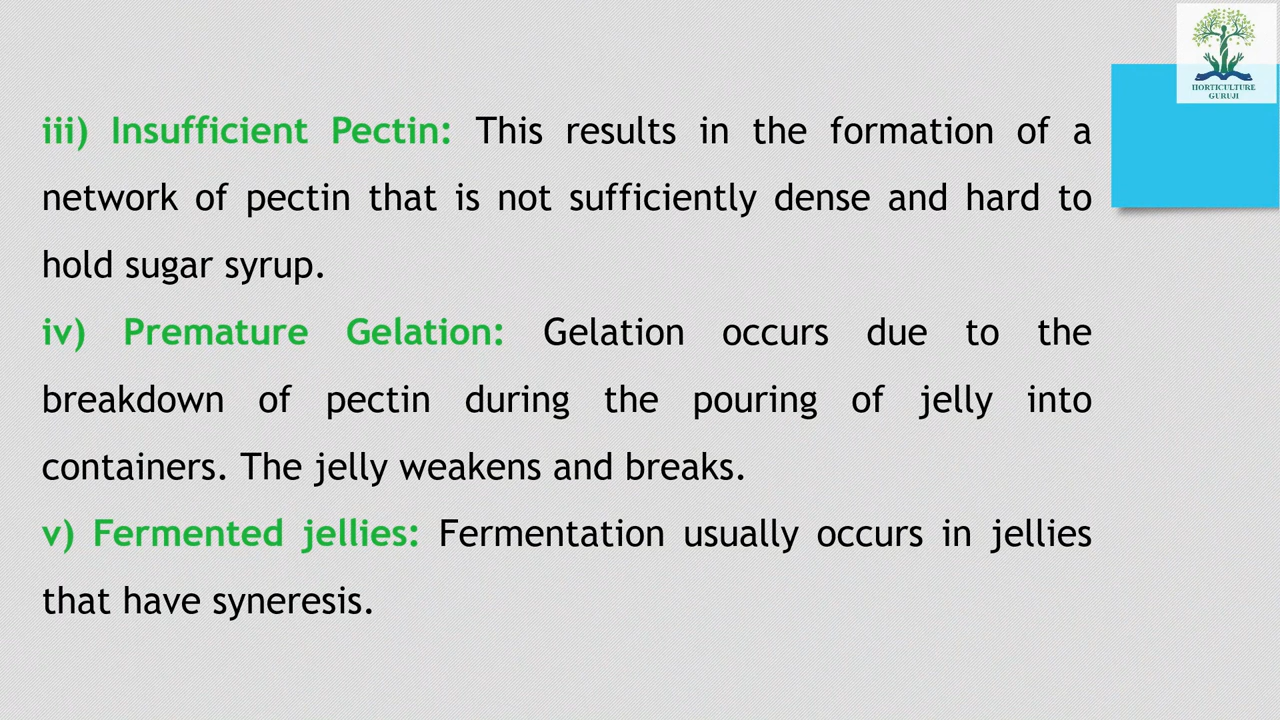 HORTICULTURE
GURUJI
iii) Insufficient Pectin: This results in the formation of a
network of pectin that is not sufficiently dense and hard to
hold sugar syrup.
iv) Premature Gelation: Gelation occurs due to the
breakdown of pectin during the pouring of jelly into
containers. The jelly weakens and breaks.
v) Fermented jellies: Fermentation usually occurs in jellies
that have syneresis.